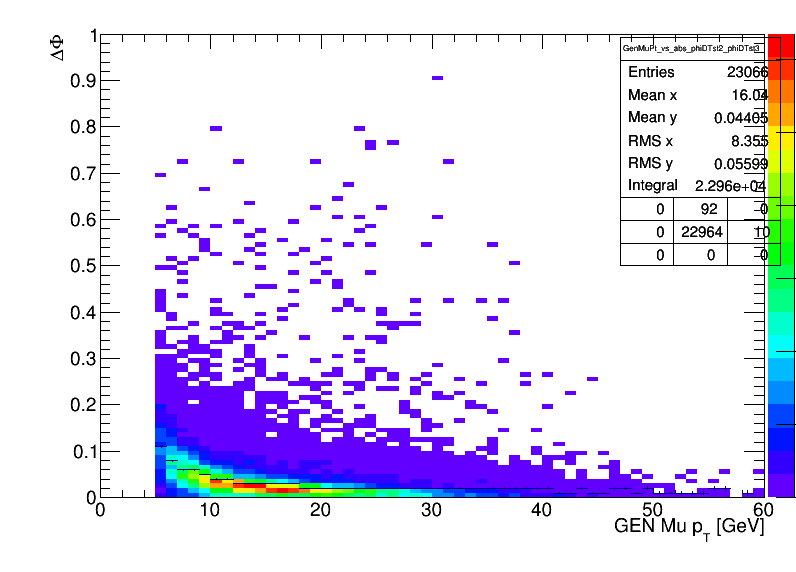 ΔΦ
1
0.9
0.8
0.7
0.6
0.5
0.4
0.3
0.2
0.1
0
GenMuPt_vs_abs_phiDTst2_phiDTst3
Entries 23066
Mean x 16.04
Mean y 0.04405
RMS x 8.355
RMS y 0.05599
Integral 2.296e+04
0 92 0
0 22964 10
0 0 0
0 10 20 30 40 50 60
GEN Mu pT [GeV]